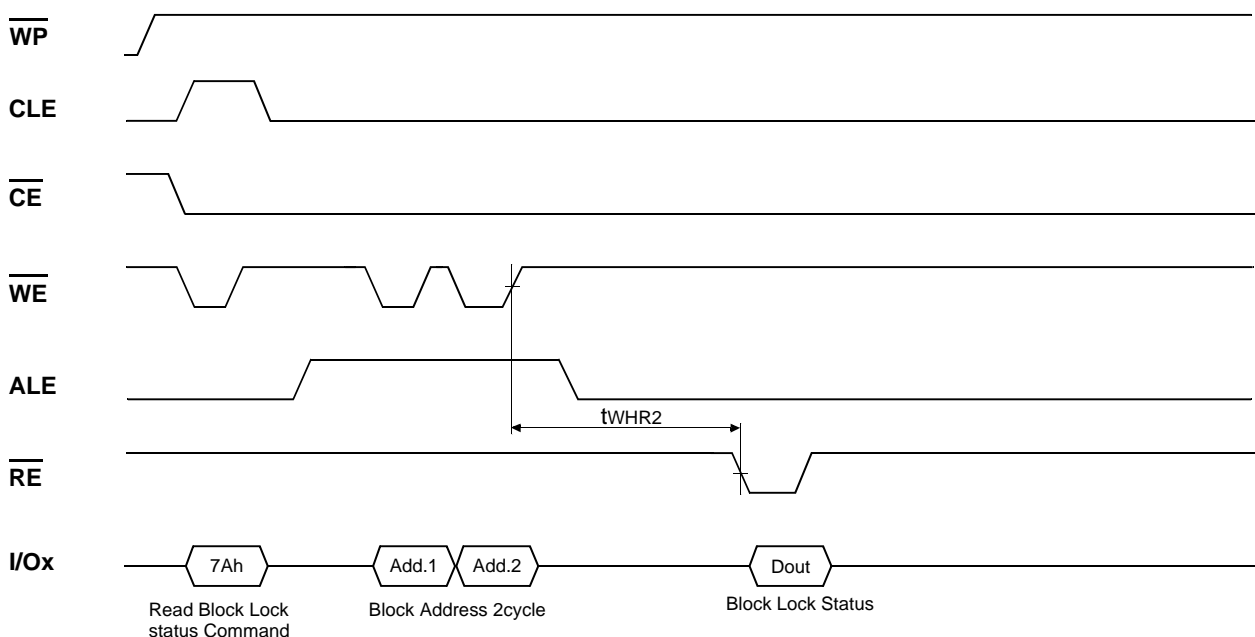 WP
CLE
CE
WE
ALE
tWHR2
RE
I/Ox
7Ah
Add.1
Add.2
Dout
Read Block Lock
status Command
Block Address 2cycle
Block Lock Status